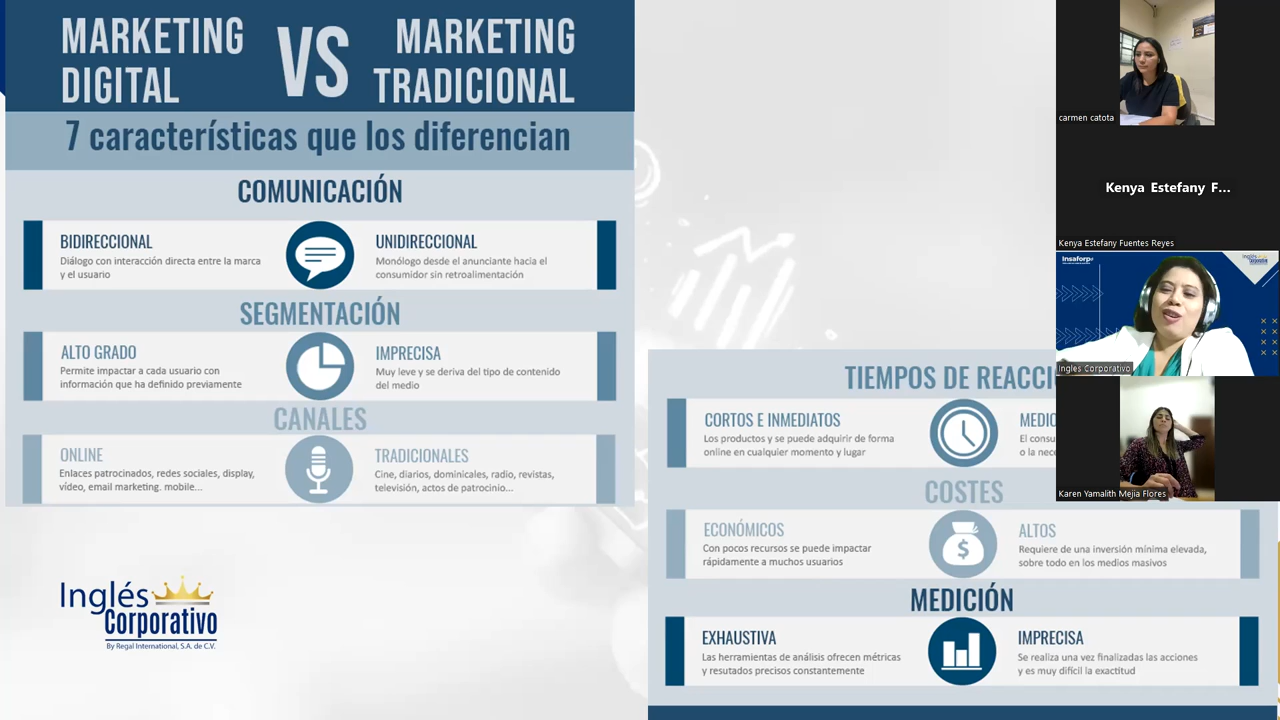 MARKETING
DIGITAL
VS
MARKETING
TRADICIONAL
7 características que los diferencian
COMUNICACIÓN
BIDIRECCIONAL
Diálogo con interacción directa entre la marca
y el usuario
UNIDIRECCIONAL
Monólogo desde el anunciante hacia el
consumidor sin retroalimentación
SEGMENTACIÓN
ALTO GRADO
Permite impactar a cada usuario con
información que ha definido previamente
IMPRECISA
Muy leve y se deriva del tipo de contenido
del medio
CANALES
ONLINE
Enlaces patrocinados, redes sociales, display,
vídeo, email marketing. mobile...
TRADICIONALES
Cine, diarios, dominicales, radio, revistas,
televisión, actos de patrocinio...
Inglés
Corporativo
By Regal International, S.A. de C.V.
TIEMPOS DE REACCI
CORTOS E INMEDIATOS
Los productos y se puede adquirir de forma
online en cualquier momento y lugar
MEDIO
El consu
o la nece
COSTES
ECONÓMICOS
Con pocos recursos se puede impactar
rápidamente a muchos usuarios
ALTOS
Requiere de una inversión mínima elevada,
sobre todo en los medios masivos
MEDICIÓN
EXHAUSTIVA
Las herramientas de análisis ofrecen métricas
y resutados precisos constantemente
IMPRECISA
Se realiza una vez finalizadas las acciones
y es muy difícil la exactitud
carmen catota
Kenya Estefany F...
Kenya Estefany Fuentes Reyes
Insaforp
Inglés
Ingles Corporativo
Karen Yamalith Mejia Flores